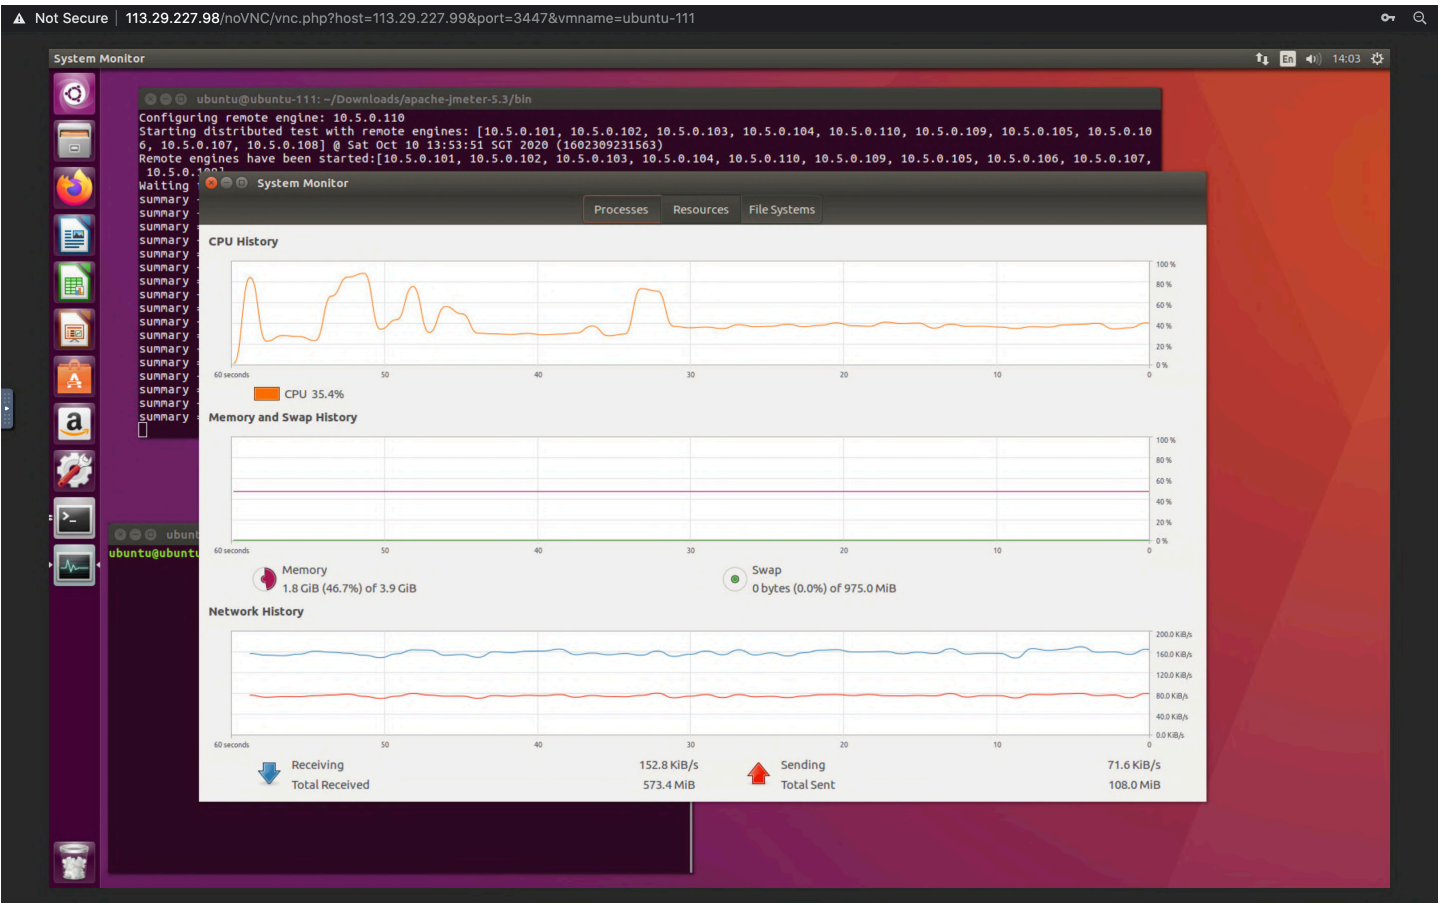 Not Secure | 113.29.227.98/noVNC/vnc.php?host=113.29.227.99&port=3447&vmname=ubuntu-111
System Monitor
En
14:03
ubuntu@ubuntu-111: ~/Downloads/apache-jmeter-5.3/bin
Configuring remote engine: 10.5.0.110
Starting distributed test with remote engines: [10.5.0.101, 10.5.0.102, 10.5.0.103, 10.5.0.104, 10.5.0.110, 10.5.0.109, 10.5.0.105, 10.5.0.10
6, 10.5.0.107, 10.5.0.108] @ Sat Oct 10 13:53:51 SGT 2020 (1602309231563)
Remote engines have been started:[10.5.0.101, 10.5.0.102, 10.5.0.103, 10.5.0.104, 10.5.0.110, 10.5.0.109, 10.5.0.105, 10.5.0.106, 10.5.0.107,
10.5.0.108]
Waiting
summary
summary
summary =
summary
summary
summary
summary
summary
summary
summary
summary
summary
summary
summary
summary
summary
summary =
System Monitor
Processes
Resources
File Systems
CPU History
100 %
80 %
60 %
40 %
20 %
0 %
60 seconds 50 40 30 20 10 0
CPU 35.4%
Memory and Swap History
100 %
80 %
60 %
40 %
20 %
0 %
60 seconds 50 40 30 20 10 0
Memory
1.8 GiB (46.7%) of 3.9 GiB
Swap
0 bytes (0.0%) of 975.0 MiB
Network History
200.0 KiB/s
160.0 KiB/s
120.0 KiB/s
80.0 KiB/s
40.0 KiB/s
0.0 KiB/s
60 seconds 50 40 30 20 10 0
Receiving 152.8 KiB/s
Total Received 573.4 MiB
Sending 71.6 KiB/s
Total Sent 108.0 MiB
ubunt
ubuntu@ubuntu